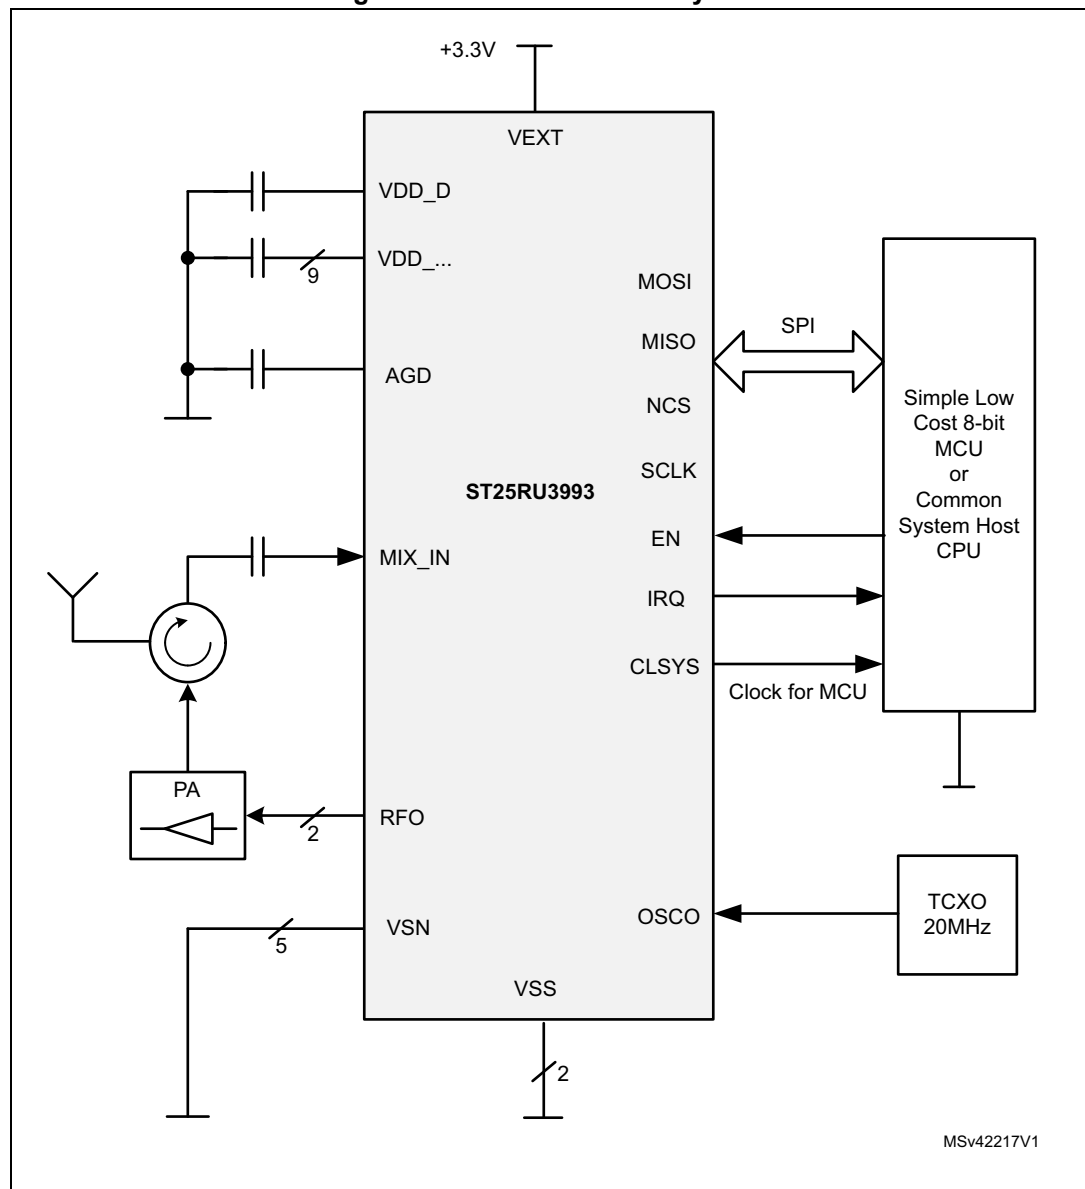 +3.3V
VEXT
VDD_D
VDD_...
9
MOSI
SPI
MISO
AGD
NCS
Simple Low
Cost 8-bit
MCU
or
Common
System Host
CPU
SCLK
ST25RU3993
EN
MIX_IN
IRQ
CLSYS
Clock for MCU
PA
RFO
2
OSCO
TCXO
20MHz
VSN
5
VSS
2
MSv42217V1